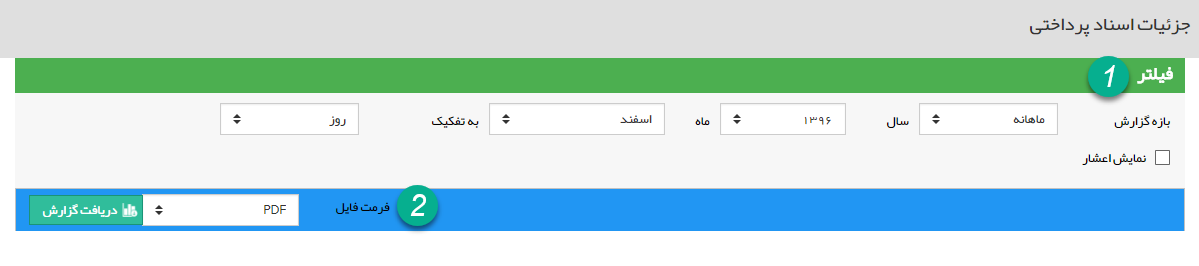 جزئیات اسناد پرداختی
فیلتر 1
بازه گزارش ماهانه سال ۱۳۹۶ ماه اسفند به تفکیک روز
نمایش اعشار
2 فرمت فایل PDF دریافت گزارش